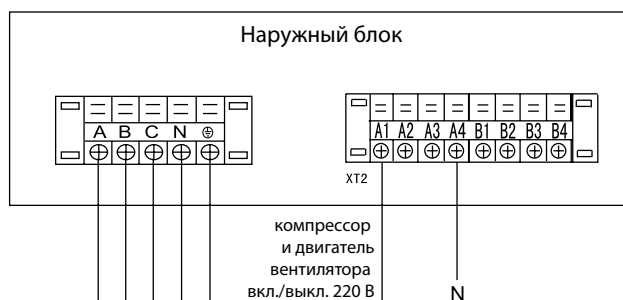 Наружный блок
A B C N
A1 A2 A3 A4 B1 B2 B3 B4
XT2
компрессор
и двигатель
вентилятора
вкл./выкл. 220 В
N